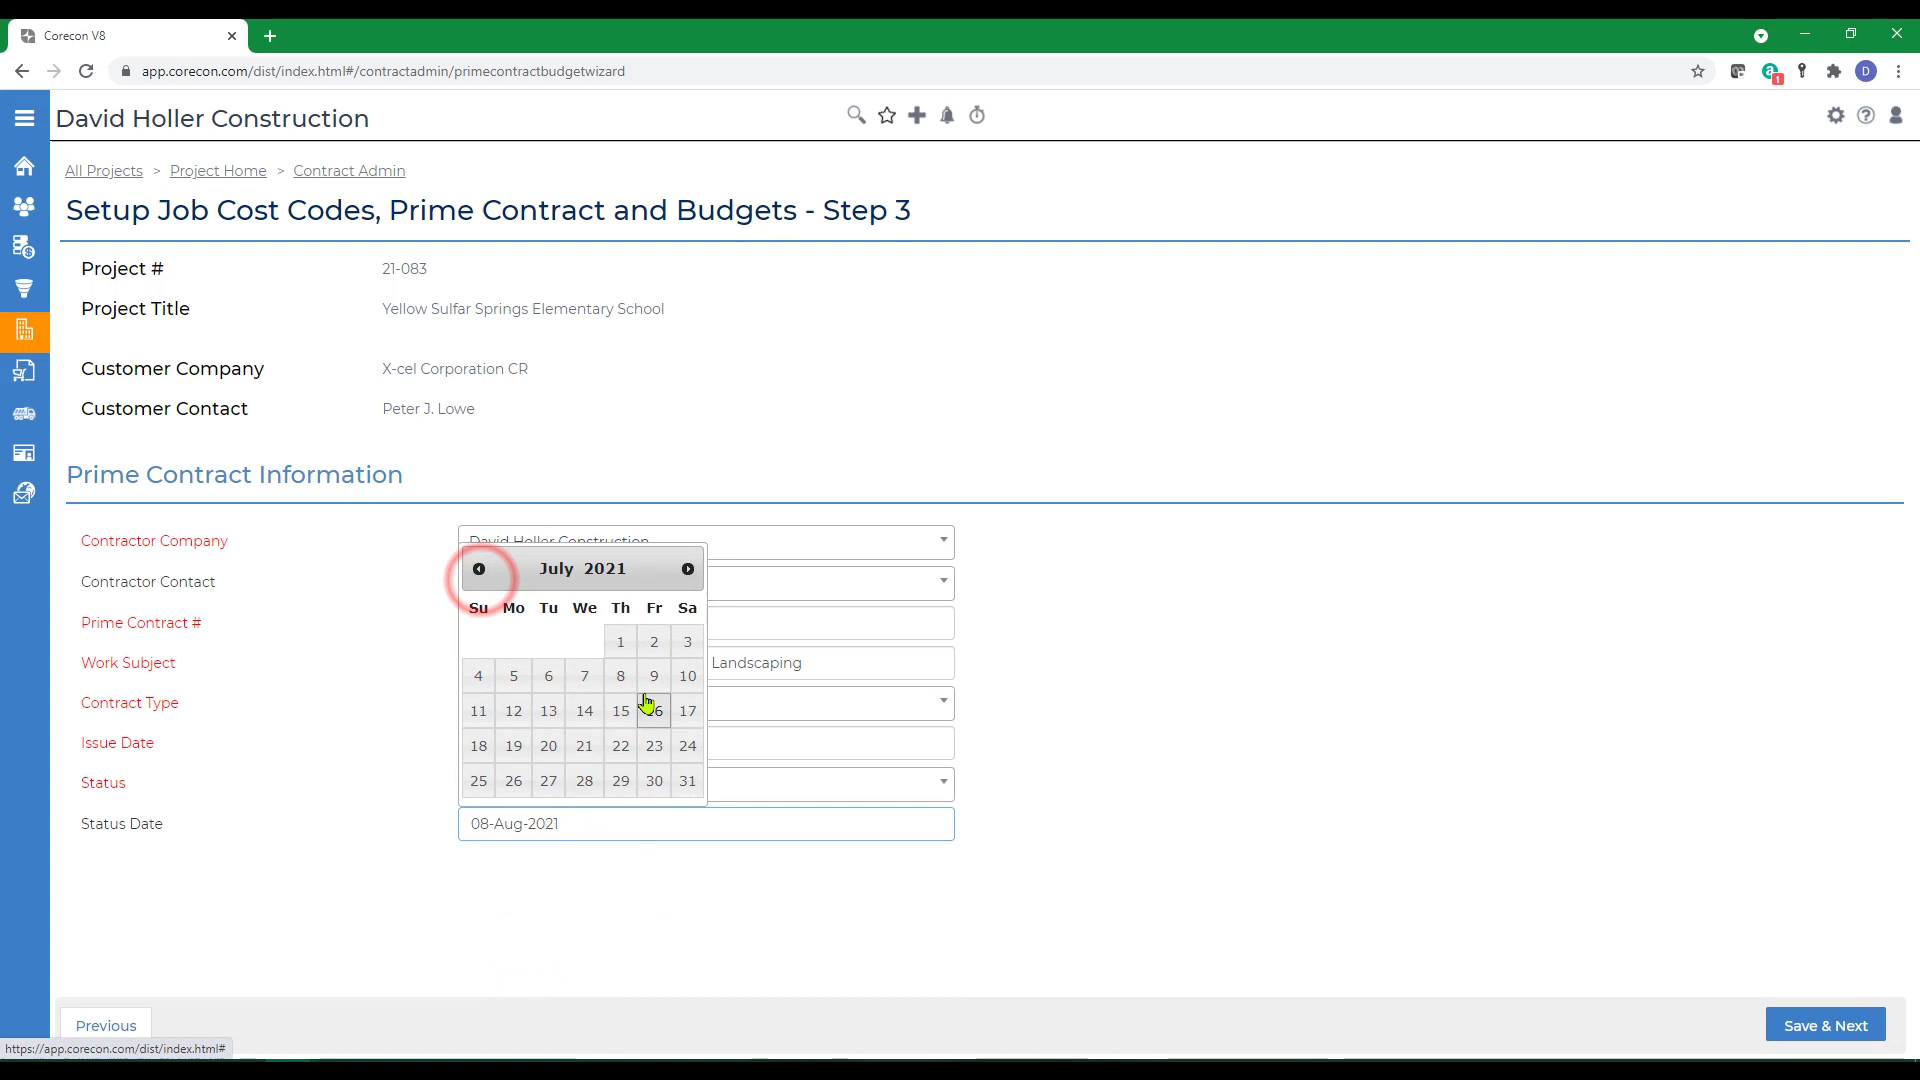 Corecon V8
app.corecon.com/dist/index.html#/contractadmin/primecontractbudgetwizard
1
D
David Holler Construction
All Projects > Project Home > Contract Admin
Setup Job Cost Codes, Prime Contract and Budgets - Step 3
Project # 21-083
Project Title Yellow Sulfar Springs Elementary School
Customer Company X-cel Corporation CR
Customer Contact Peter J. Lowe
Prime Contract Information
Contractor Company David Holler Construction
Contractor Contact
Prime Contract #
Work Subject Landscaping
Contract Type
Issue Date
Status
Status Date 08-Aug-2021
July 2021
Su Mo Tu We Th Fr Sa
1 2 3
4 5 6 7 8 9 10
11 12 13 14 15 16 17
18 19 20 21 22 23 24
25 26 27 28 29 30 31
Previous
Save & Next
https://app.corecon.com/dist/index.html#